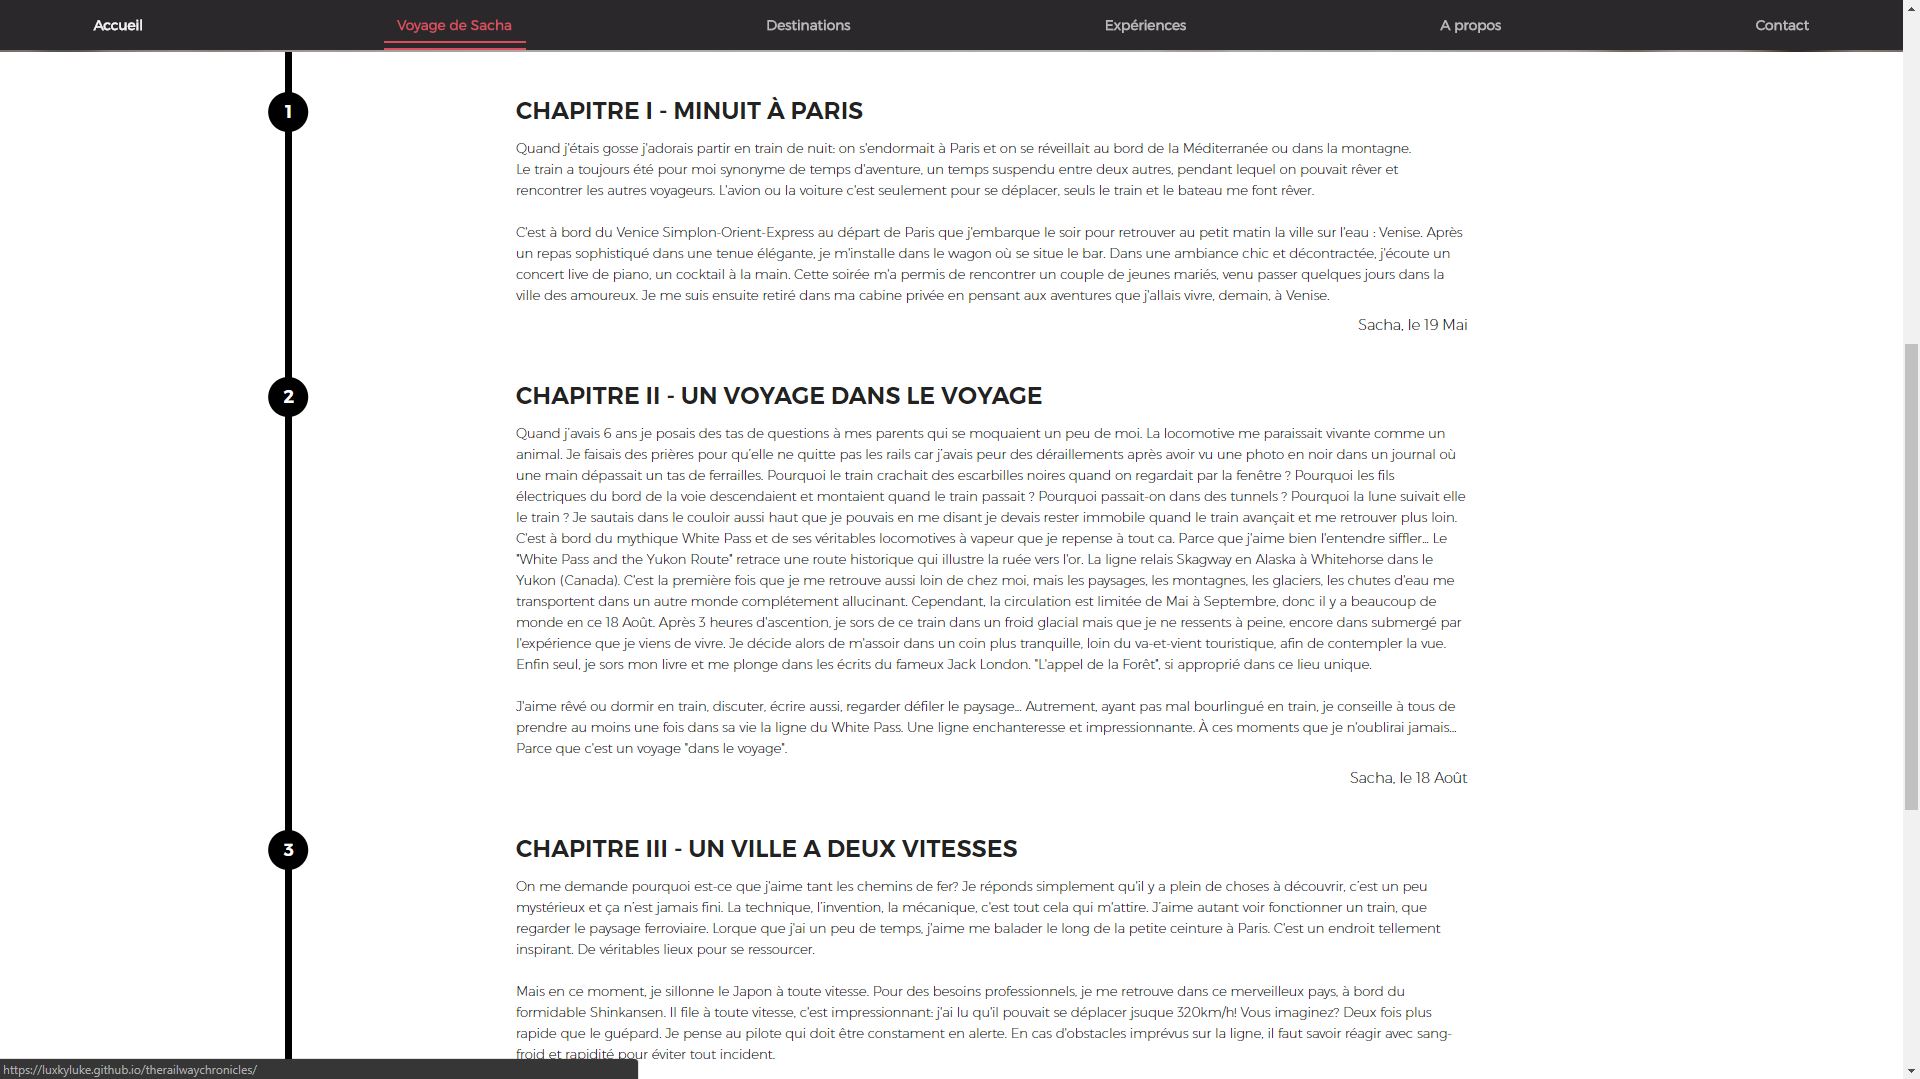 Accueil
Voyage de Sacha
Destinations
Expériences
A propos
Contact
1
CHAPITRE I - MINUIT À PARIS
Quand j'étais gosse j'adorais partir en train de nuit: on s'endormait à Paris et on se réveillait au bord de la Méditerranée ou dans la montagne.
Le train a toujours été pour moi synonyme de temps d'aventure, un temps suspendu entre deux autres, pendant lequel on pouvait rêver et
rencontrer les autres voyageurs. L'avion ou la voiture c'est seulement pour se déplacer, seuls le train et le bateau me font rêver.
C'est à bord du Venice Simplon-Orient-Express au départ de Paris que j'embarque le soir pour retrouver au petit matin la ville sur l'eau : Venise. Après
un repas sophistiqué dans une tenue élégante, je m'installe dans le wagon où se situe le bar. Dans une ambiance chic et décontractée, j'écoute un
concert live de piano, un cocktail à la main. Cette soirée m'a permis de rencontrer un couple de jeunes mariés, venu passer quelques jours dans la
ville des amoureux. Je me suis ensuite retiré dans ma cabine privée en pensant aux aventures que j'allais vivre, demain, à Venise.
Sacha, le 19 Mai
2
CHAPITRE II - UN VOYAGE DANS LE VOYAGE
Quand j'avais 6 ans je posais des tas de questions à mes parents qui se moquaient un peu de moi. La locomotive me paraissait vivante comme un
animal. Je faisais des prières pour qu'elle ne quitte pas les rails car j'avais peur des déraillements après avoir vu une photo en noir dans un journal où
une main dépassait un tas de ferrailles. Pourquoi le train crachait des escarbilles noires quand on regardait par la fenêtre ? Pourquoi les fils
électriques du bord de la voie descendaient et montaient quand le train passait ? Pourquoi passait-on dans des tunnels ? Pourquoi la lune suivait elle
le train ? Je sautais dans le couloir aussi haut que je pouvais en me disant je devais rester immobile quand le train avançait et me retrouver plus loin.
C'est à bord du mythique White Pass et de ses véritables locomotives à vapeur que je repense à tout ca. Parce que j'aime bien l'entendre siffler... Le
"White Pass and the Yukon Route" retrace une route historique qui illustre la ruée vers l'or. La ligne relais Skagway en Alaska à Whitehorse dans le
Yukon (Canada). C'est la première fois que je me retrouve aussi loin de chez moi, mais les paysages, les montagnes, les glaciers, les chutes d'eau me
transportent dans un autre monde complétement allucinant. Cependant, la circulation est limitée de Mai à Septembre, donc il y a beaucoup de
monde en ce 18 Août. Après 3 heures d'ascention, je sors de ce train dans un froid glacial mais que je ne ressents à peine, encore dans submergé par
l'expérience que je viens de vivre. Je décide alors de m'assoir dans un coin plus tranquille, loin du va-et-vient touristique, afin de contempler la vue.
Enfin seul, je sors mon livre et me plonge dans les écrits du fameux Jack London. "L'appel de la Forêt", si approprié dans ce lieu unique.
J'aime rêvé ou dormir en train, discuter, écrire aussi, regarder défiler le paysage... Autrement, ayant pas mal bourlingué en train, je conseille à tous de
prendre au moins une fois dans sa vie la ligne du White Pass. Une ligne enchanteresse et impressionnante. À ces moments que je n'oublirai jamais...
Parce que c'est un voyage "dans le voyage".
Sacha, le 18 Août
3
CHAPITRE III - UN VILLE A DEUX VITESSES
On me demande pourquoi est-ce que j'aime tant les chemins de fer? Je réponds simplement qu'il y a plein de choses à découvrir, c'est un peu
mystérieux et ça n'est jamais fini. La technique, l'invention, la mécanique, c'est tout cela qui m'attire. J'aime autant voir fonctionner un train, que
regarder le paysage ferroviaire. Lorque que j'ai un peu de temps, j'aime me balader le long de la petite ceinture à Paris. C'est un endroit tellement
inspirant. De véritables lieux pour se ressourcer.
Mais en ce moment, je sillonne le Japon à toute vitesse. Pour des besoins professionnels, je me retrouve dans ce merveilleux pays, à bord du
formidable Shinkansen. Il file à toute vitesse, c'est impressionnant: j'ai lu qu'il pouvait se déplacer jsuque 320km/h! Vous imaginez? Deux fois plus
rapide que le guépard. Je pense au pilote qui doit être constament en alerte. En cas d'obstacles imprévus sur la ligne, il faut savoir réagir avec sang-
froid et rapidité pour éviter tout incident.
https://luxkyluke.github.io/therailwaychronicles/